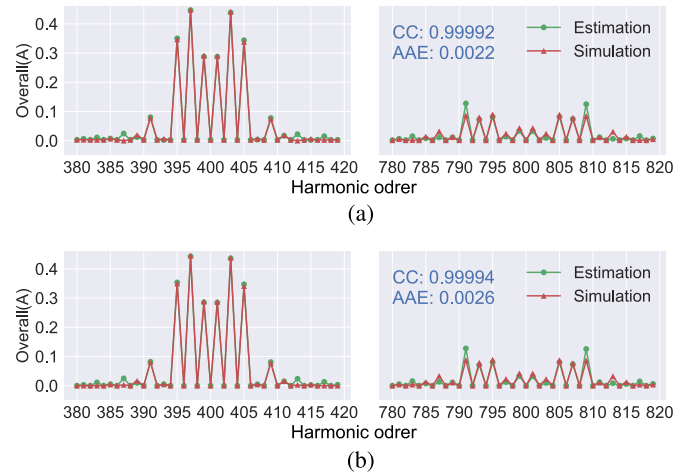 0.4
0.3
0.2
0.1
0.0
Overall(A)
CC: 0.99992
AAE: 0.0022
Estimation
Simulation
380 385 390 395 400 405 410 415 420
780 785 790 795 800 805 810 815 820
Harmonic odrer
(a)
0.4
0.3
0.2
0.1
0.0
Overall(A)
CC: 0.99994
AAE: 0.0026
Estimation
Simulation
380 385 390 395 400 405 410 415 420
780 785 790 795 800 805 810 815 820
Harmonic odrer
(b)